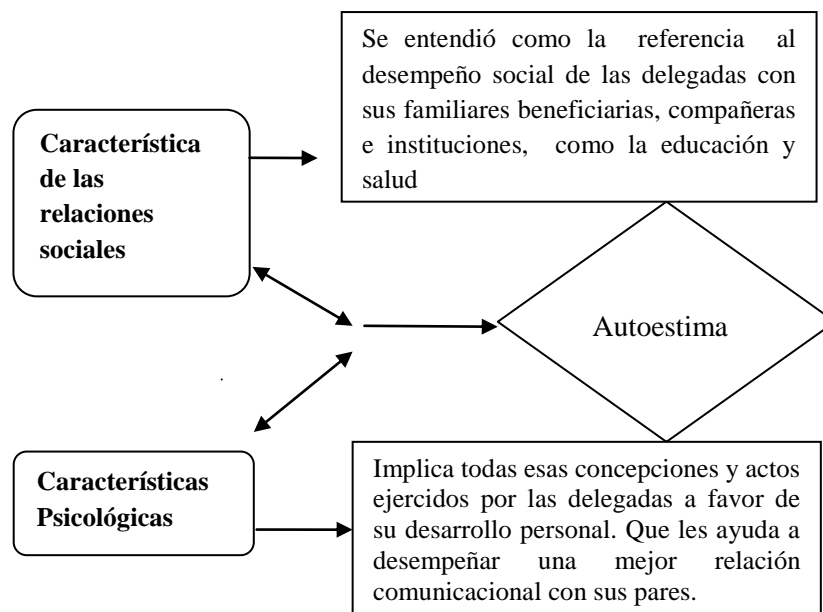 Se entendió como la referencia al
desempeño social de las delegadas con
sus familiares beneficiarias, compañeras
e instituciones, como la educación y
salud
Característica
de las
relaciones
sociales
Autoestima
Características
Psicológicas
Implica todas esas concepciones y actos
ejercidos por las delegadas a favor de
su desarrollo personal. Que les ayuda a
desempeñar una mejor relación
comunicacional con sus pares.